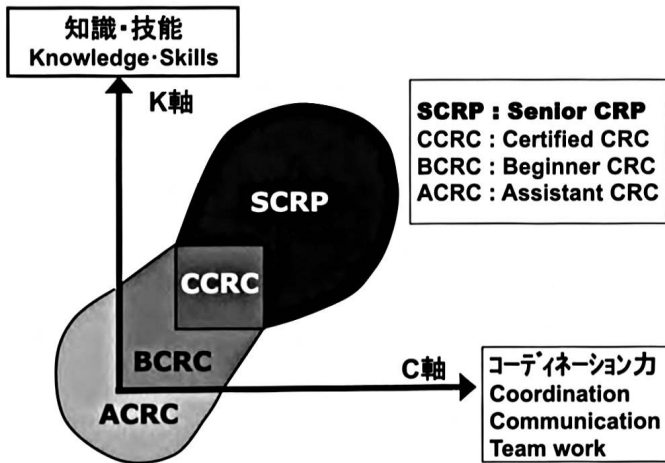 知識・技能
Knowledge・Skills
K軸
SCRP : Senior CRP
CCRC : Certified CRC
BCRC : Beginner CRC
ACRC : Assistant CRC
SCRP
CCRC
BCRC
ACRC
C軸
コーディネーション力
Coordination
Communication
Team work